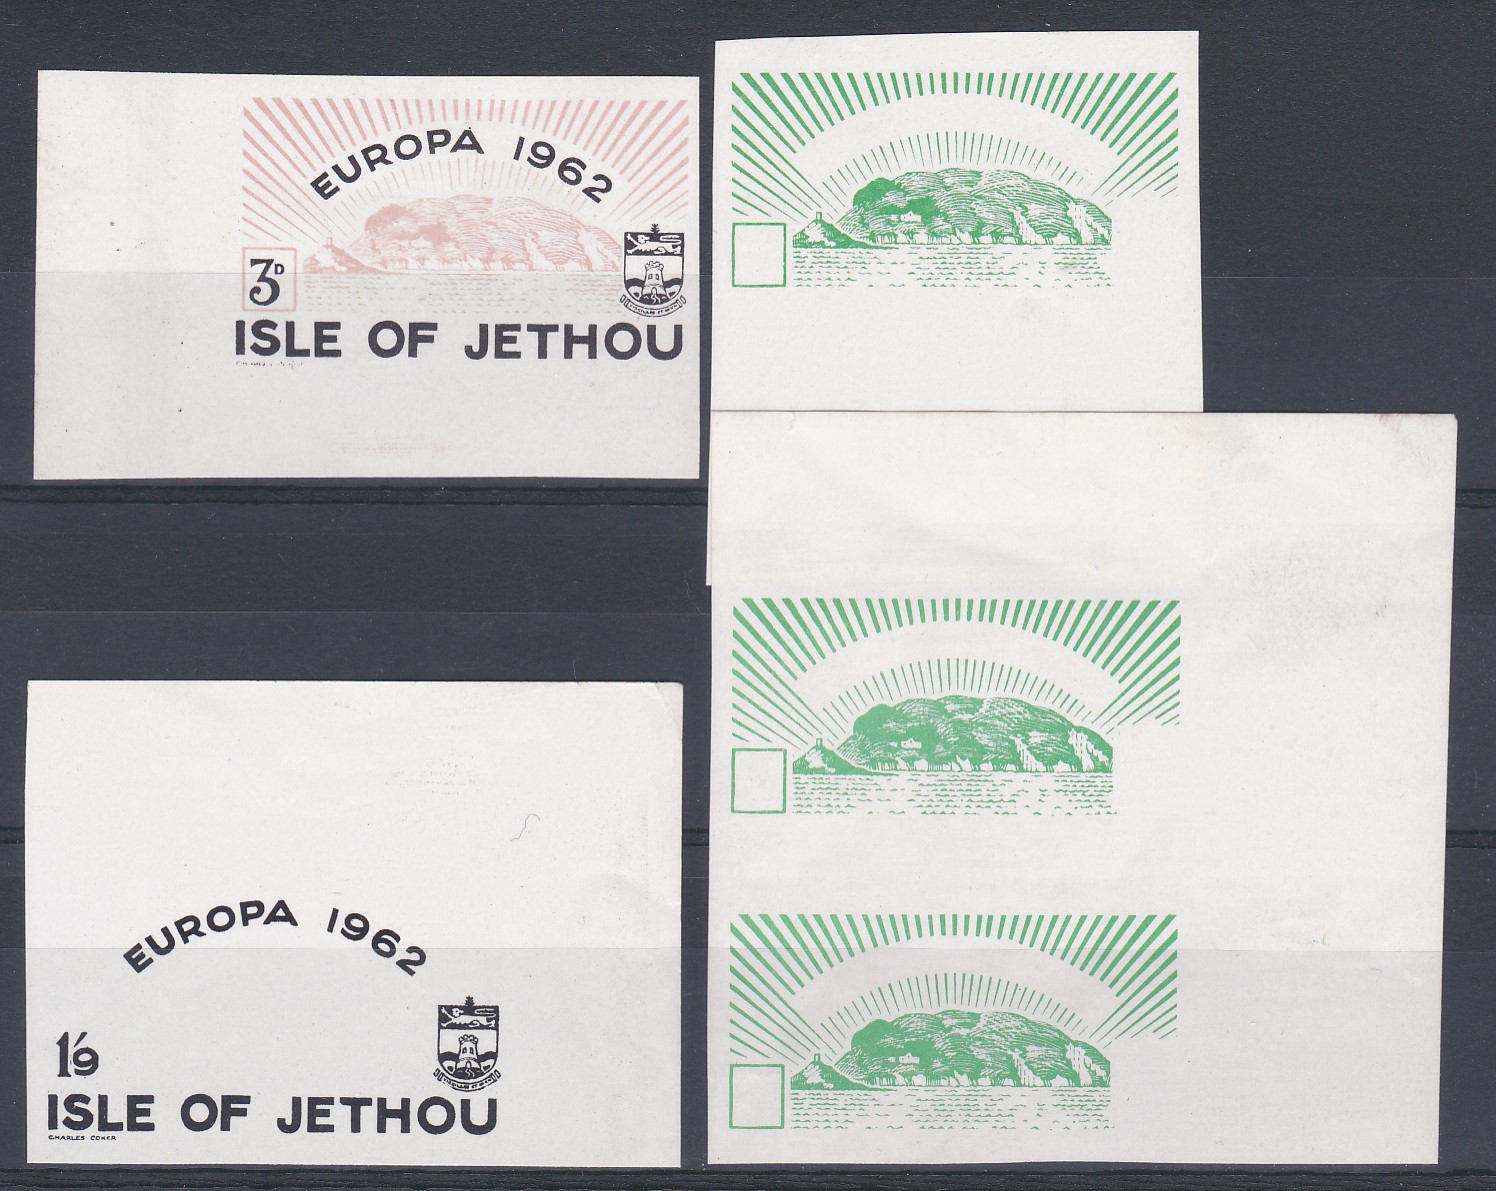 EUROPA 1962
3D
ISLE OF JETHOU
EUROPA 1962
1/9
ISLE OF JETHOU
CHARLES COKER